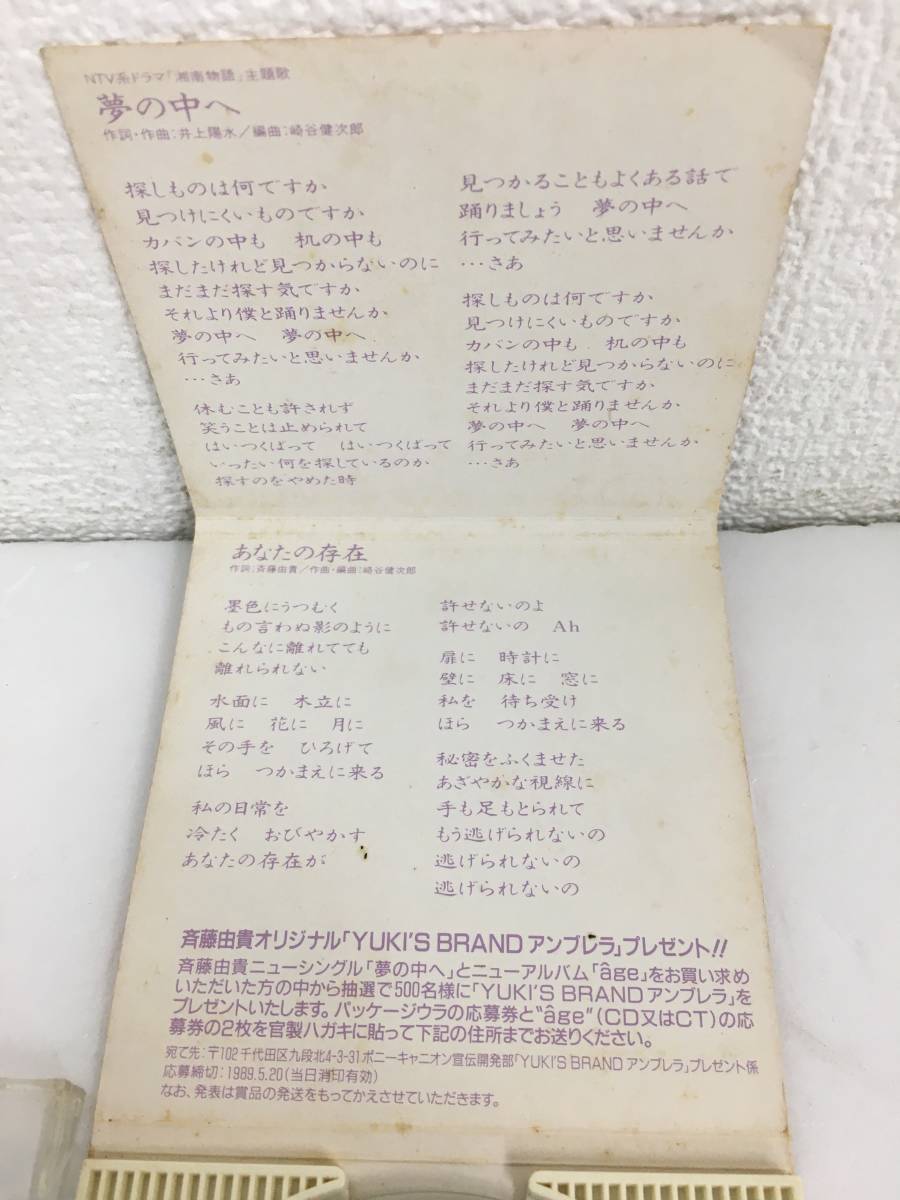 NTV系ドラマ「湘南物語」主題歌
夢の中へ
作詞・作曲:井上陽水/編曲:崎谷健次郎
探しものは何ですか
見つけにくいものですか
カバンの中も 机の中も
探したけれど見つからないのに
まだまだ探す気ですか
それより僕と踊りませんか
夢の中へ 夢の中へ
行ってみたいと思いませんか
…さあ
休むことも許されず
笑うことは止められて
はいつくばって はいつくばって
いったい何を探しているのか
探すのをやめた時
見つかることもよくある話で
踊りましょう 夢の中へ
行ってみたいと思いませんか
…さあ
探しものは何ですか
見つけにくいものですか
カバンの中も 机の中も
探したけれど見つからないのに
まだまだ探す気ですか
それより僕と踊りませんか
夢の中へ 夢の中へ
行ってみたいと思いませんか
…さあ
あなたの存在
作詞:斉藤由貴/作曲・編曲:崎谷健次郎
墨色にうつむく
もの言わぬ影のように
こんなに離れてても
離れられない
水面に 木立に
風に 花に 月に
その手を ひろげて
ほら つかまえに来る
私の日常を
冷たく おびやかす
あなたの存在が
許せないのよ
許せないの Ah
扉に 時計に
壁に 床に 窓に
私を 待ち受け
ほら つかまえに来る
秘密をふくませた
あざやかな視線に
手も足もとられて
もう逃げられないの
逃げられないの
逃げられないの
斉藤由貴オリジナル「YUKI'S BRAND アンブレラ」プレゼント!!
斉藤由貴ニューシングル「夢の中へ」とニューアルバム「âge」をお買い求め
いただいた方の中から抽選で500名様に「YUKI'S BRAND アンブレラ」を
プレゼントいたします。パッケージウラの応募券と"âge"(CD又はCT)の応
募券の2枚を官製ハガキに貼って下記の住所までお送りください。
宛て先:〒102千代田区九段北4-3-31ポニーキャニオン宣伝開発部「YUKI'S BRAND アンブレラ」プレゼント係
応募締切:1989.5.20(当日消印有効)
なお、発表は賞品の発送をもってかえさせていただきます。